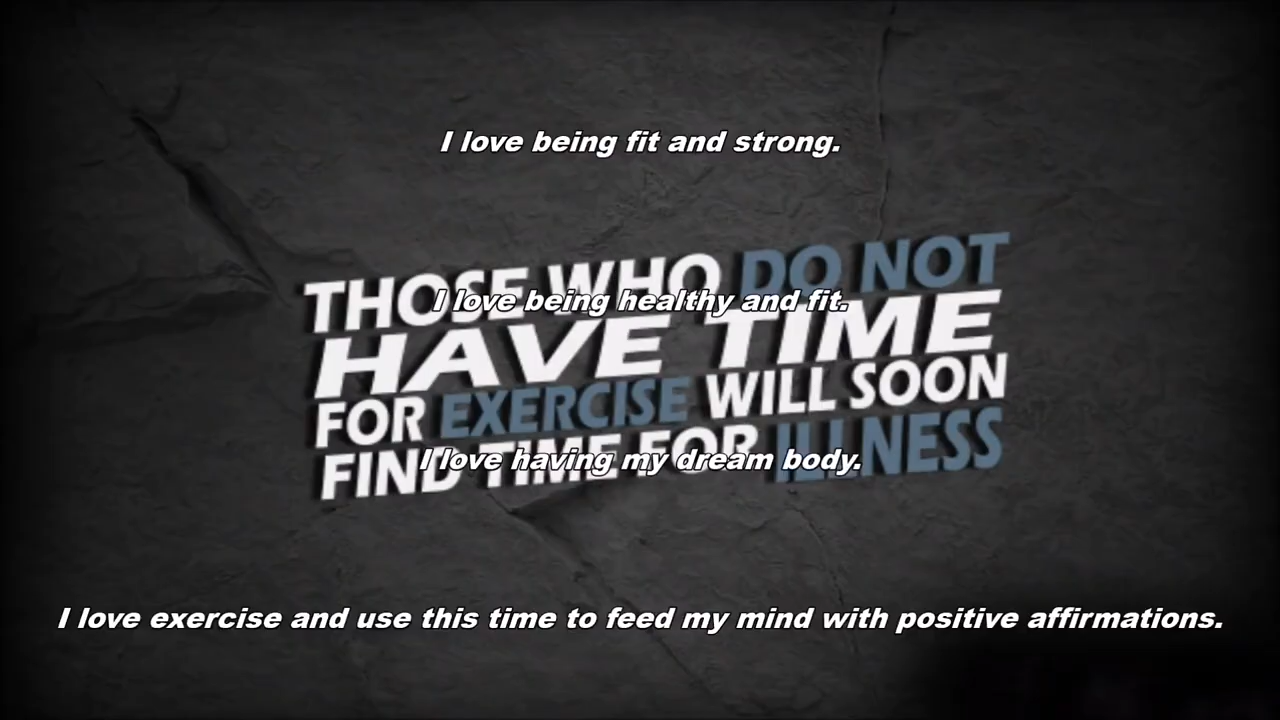 I love being fit and strong.
THOSE WHO DO NOT
I love being healthy and fit.
HAVE TIME
FOR EXERCISE WILL SOON
FIND TIME FOR ILLNESS
I love having my dream body.
I love exercise and use this time to feed my mind with positive affirmations.